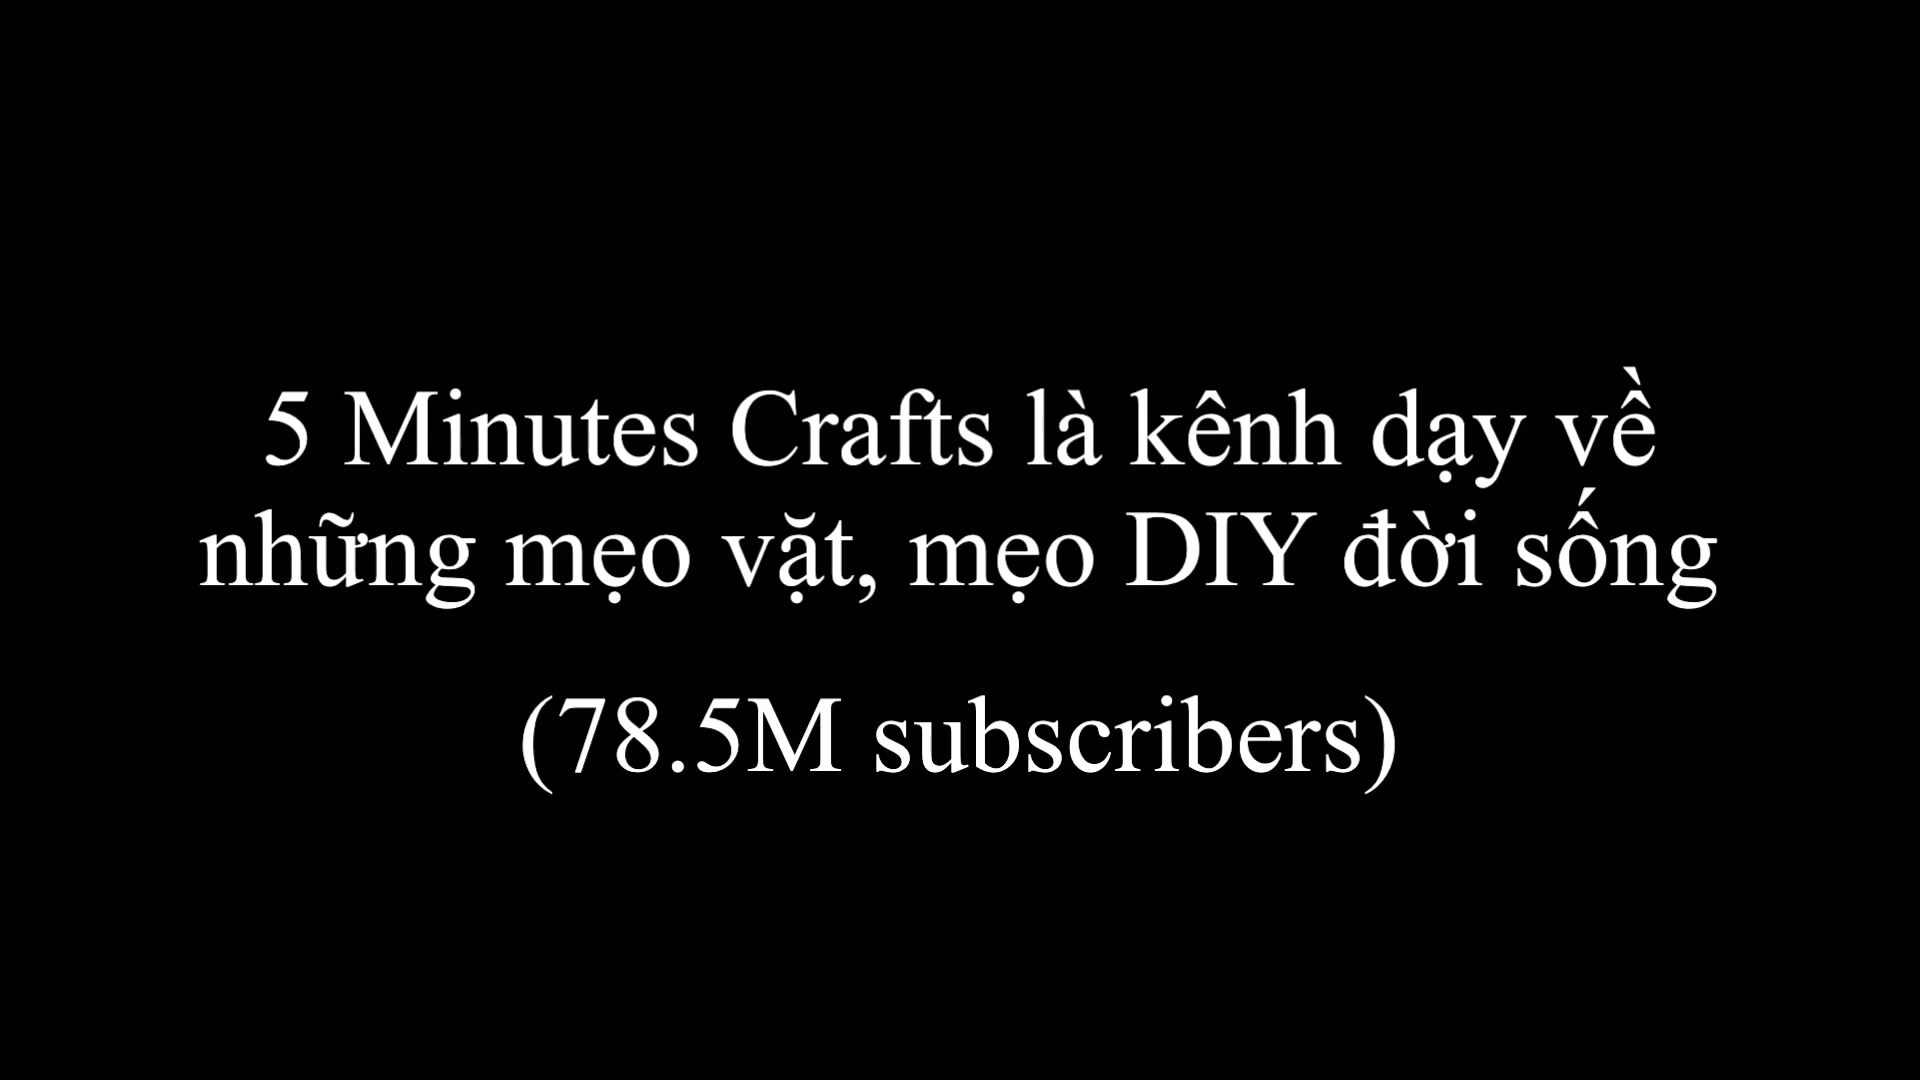 5 Minutes Crafts là kênh dạy về
những mẹo vặt, mẹo DIY đời sống
(78.5M subscribers)